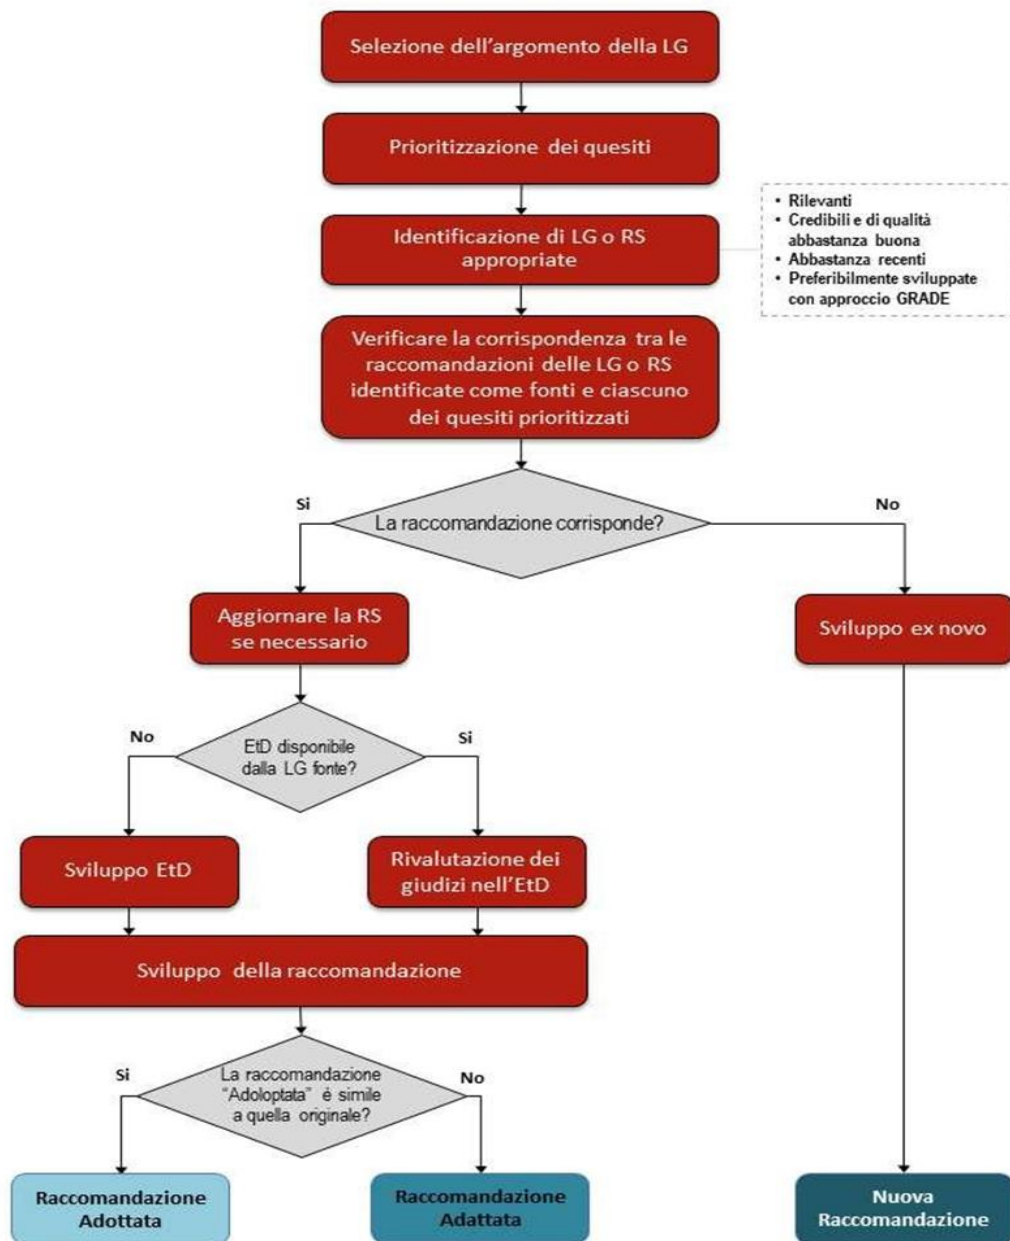 Selezione dell'argomento della LG
Prioritizzazione dei quesiti
Identificazione di LG o RS
appropriate
• Rilevanti
• Credibili e di qualità
abbastanza buona
• Abbastanza recenti
• Preferibilmente sviluppate
con approccio GRADE
Verificare la corrispondenza tra le
raccomandazioni delle LG o RS
identificate come fonti e ciascuno
dei quesiti prioritizzati
Si
No
La raccomandazione corrisponde?
Aggiornare la RS
se necessario
Sviluppo ex novo
No
Si
EtD disponibile
dalla LG fonte?
Sviluppo EtD
Rivalutazione dei
giudizi nell'EtD
Sviluppo della raccomandazione
Si
No
La raccomandazione
“Adoloptata” é simile
a quella originale?
Raccomandazione
Adottata
Raccomandazione
Adattata
Nuova
Raccomandazione